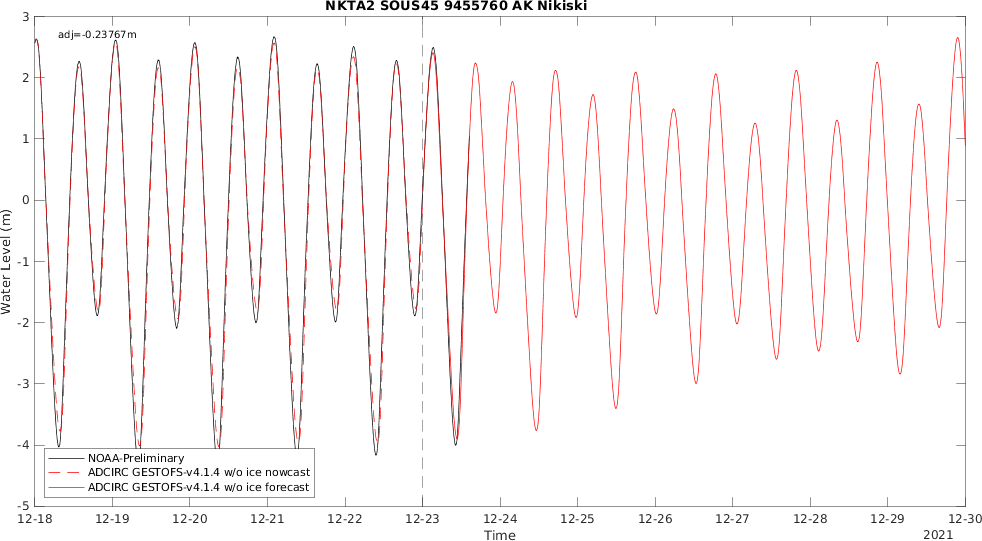 NKTA2 SOUS45 9455760 AK Nikiski
adj=-0.23767m
3
2
1
0
-1
-2
-3
-4
-5
Water Level (m)
NOAA-Preliminary
ADCIRC GESTOFS-v4.1.4 w/o ice nowcast
ADCIRC GESTOFS-v4.1.4 w/o ice forecast
12-18 12-19 12-20 12-21 12-22 12-23 12-24 12-25 12-26 12-27 12-28 12-29 12-30
Time
2021